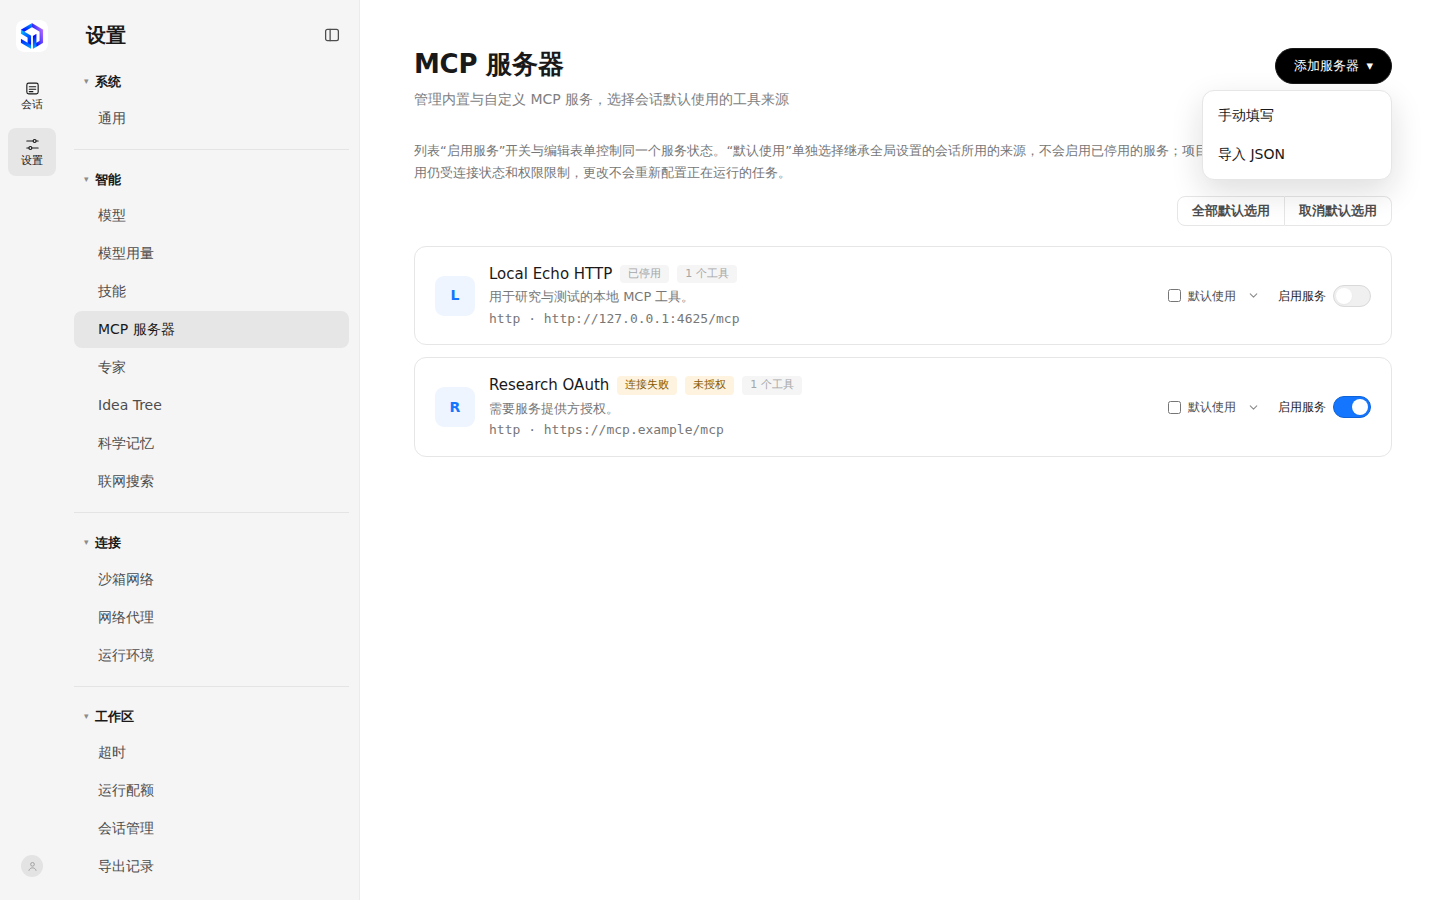 设置
会话
设置
▾ 系统
通用
▾ 智能
模型
模型用量
技能
MCP 服务器
专家
Idea Tree
科学记忆
联网搜索
▾ 连接
沙箱网络
网络代理
运行环境
▾ 工作区
超时
运行配额
会话管理
导出记录
MCP 服务器
管理内置与自定义 MCP 服务，选择会话默认使用的工具来源
添加服务器 ▾
手动填写
导入 JSON
列表“启用服务”开关与编辑表单控制同一个服务状态。“默认使用”单独选择继承全局设置的会话所用的来源，不会启用已停用的服务；项目
用仍受连接状态和权限限制，更改不会重新配置正在运行的任务。
全部默认选用 取消默认选用
L
Local Echo HTTP 已停用 1 个工具
用于研究与测试的本地 MCP 工具。
http · http://127.0.0.1:4625/mcp
默认使用 启用服务
R
Research OAuth 连接失败 未授权 1 个工具
需要服务提供方授权。
http · https://mcp.example/mcp
默认使用 启用服务